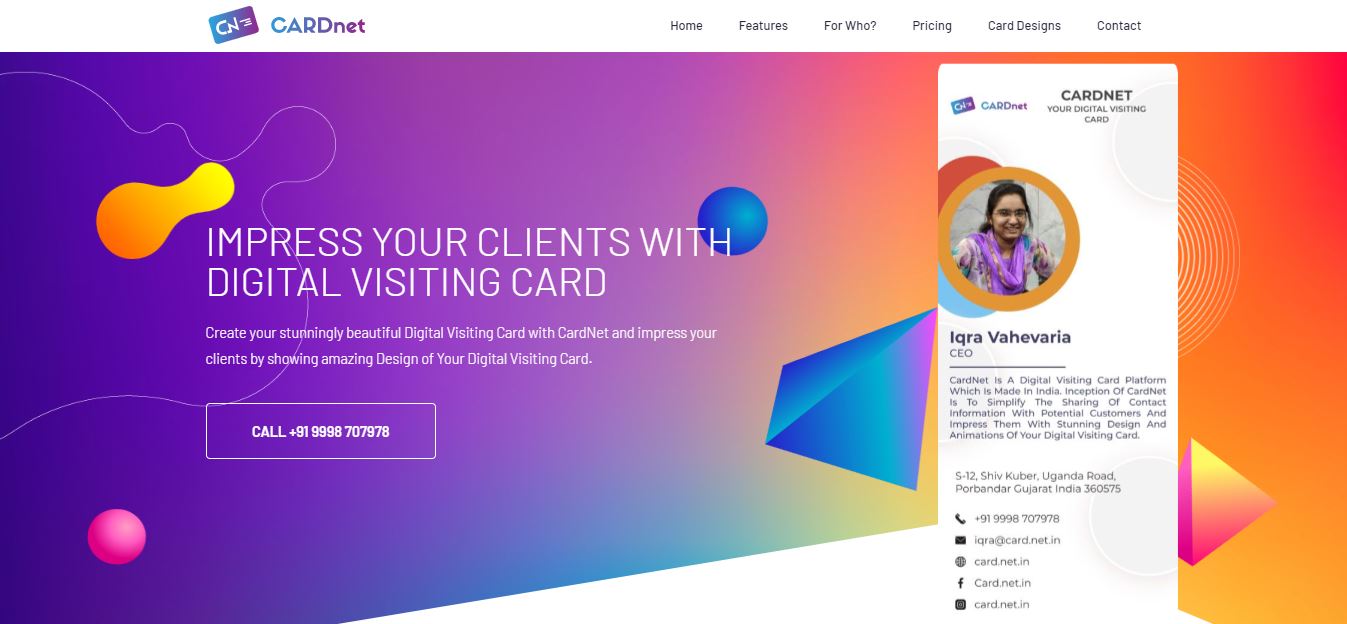 CN
CARDnet
Home Features For Who? Pricing Card Designs Contact
IMPRESS YOUR CLIENTS WITH
DIGITAL VISITING CARD
Create your stunningly beautiful Digital Visiting Card with CardNet and impress your
clients by showing amazing Design of Your Digital Visiting Card.
CALL +91 9998 707978
CN
CARDnet
CARDNET
YOUR DIGITAL VISITING
CARD
Iqra Vahevaria
CEO
CardNet Is A Digital Visiting Card Platform
Which Is Made In India. Inception Of CardNet
Is To Simplify The Sharing Of Contact
Information With Potential Customers And
Impress Them With Stunning Design And
Animations Of Your Digital Visiting Card.
S-12, Shiv Kuber, Uganda Road,
Porbandar Gujarat India 360575
+91 9998 707978
iqra@card.net.in
card.net.in
Card.net.in
card.net.in